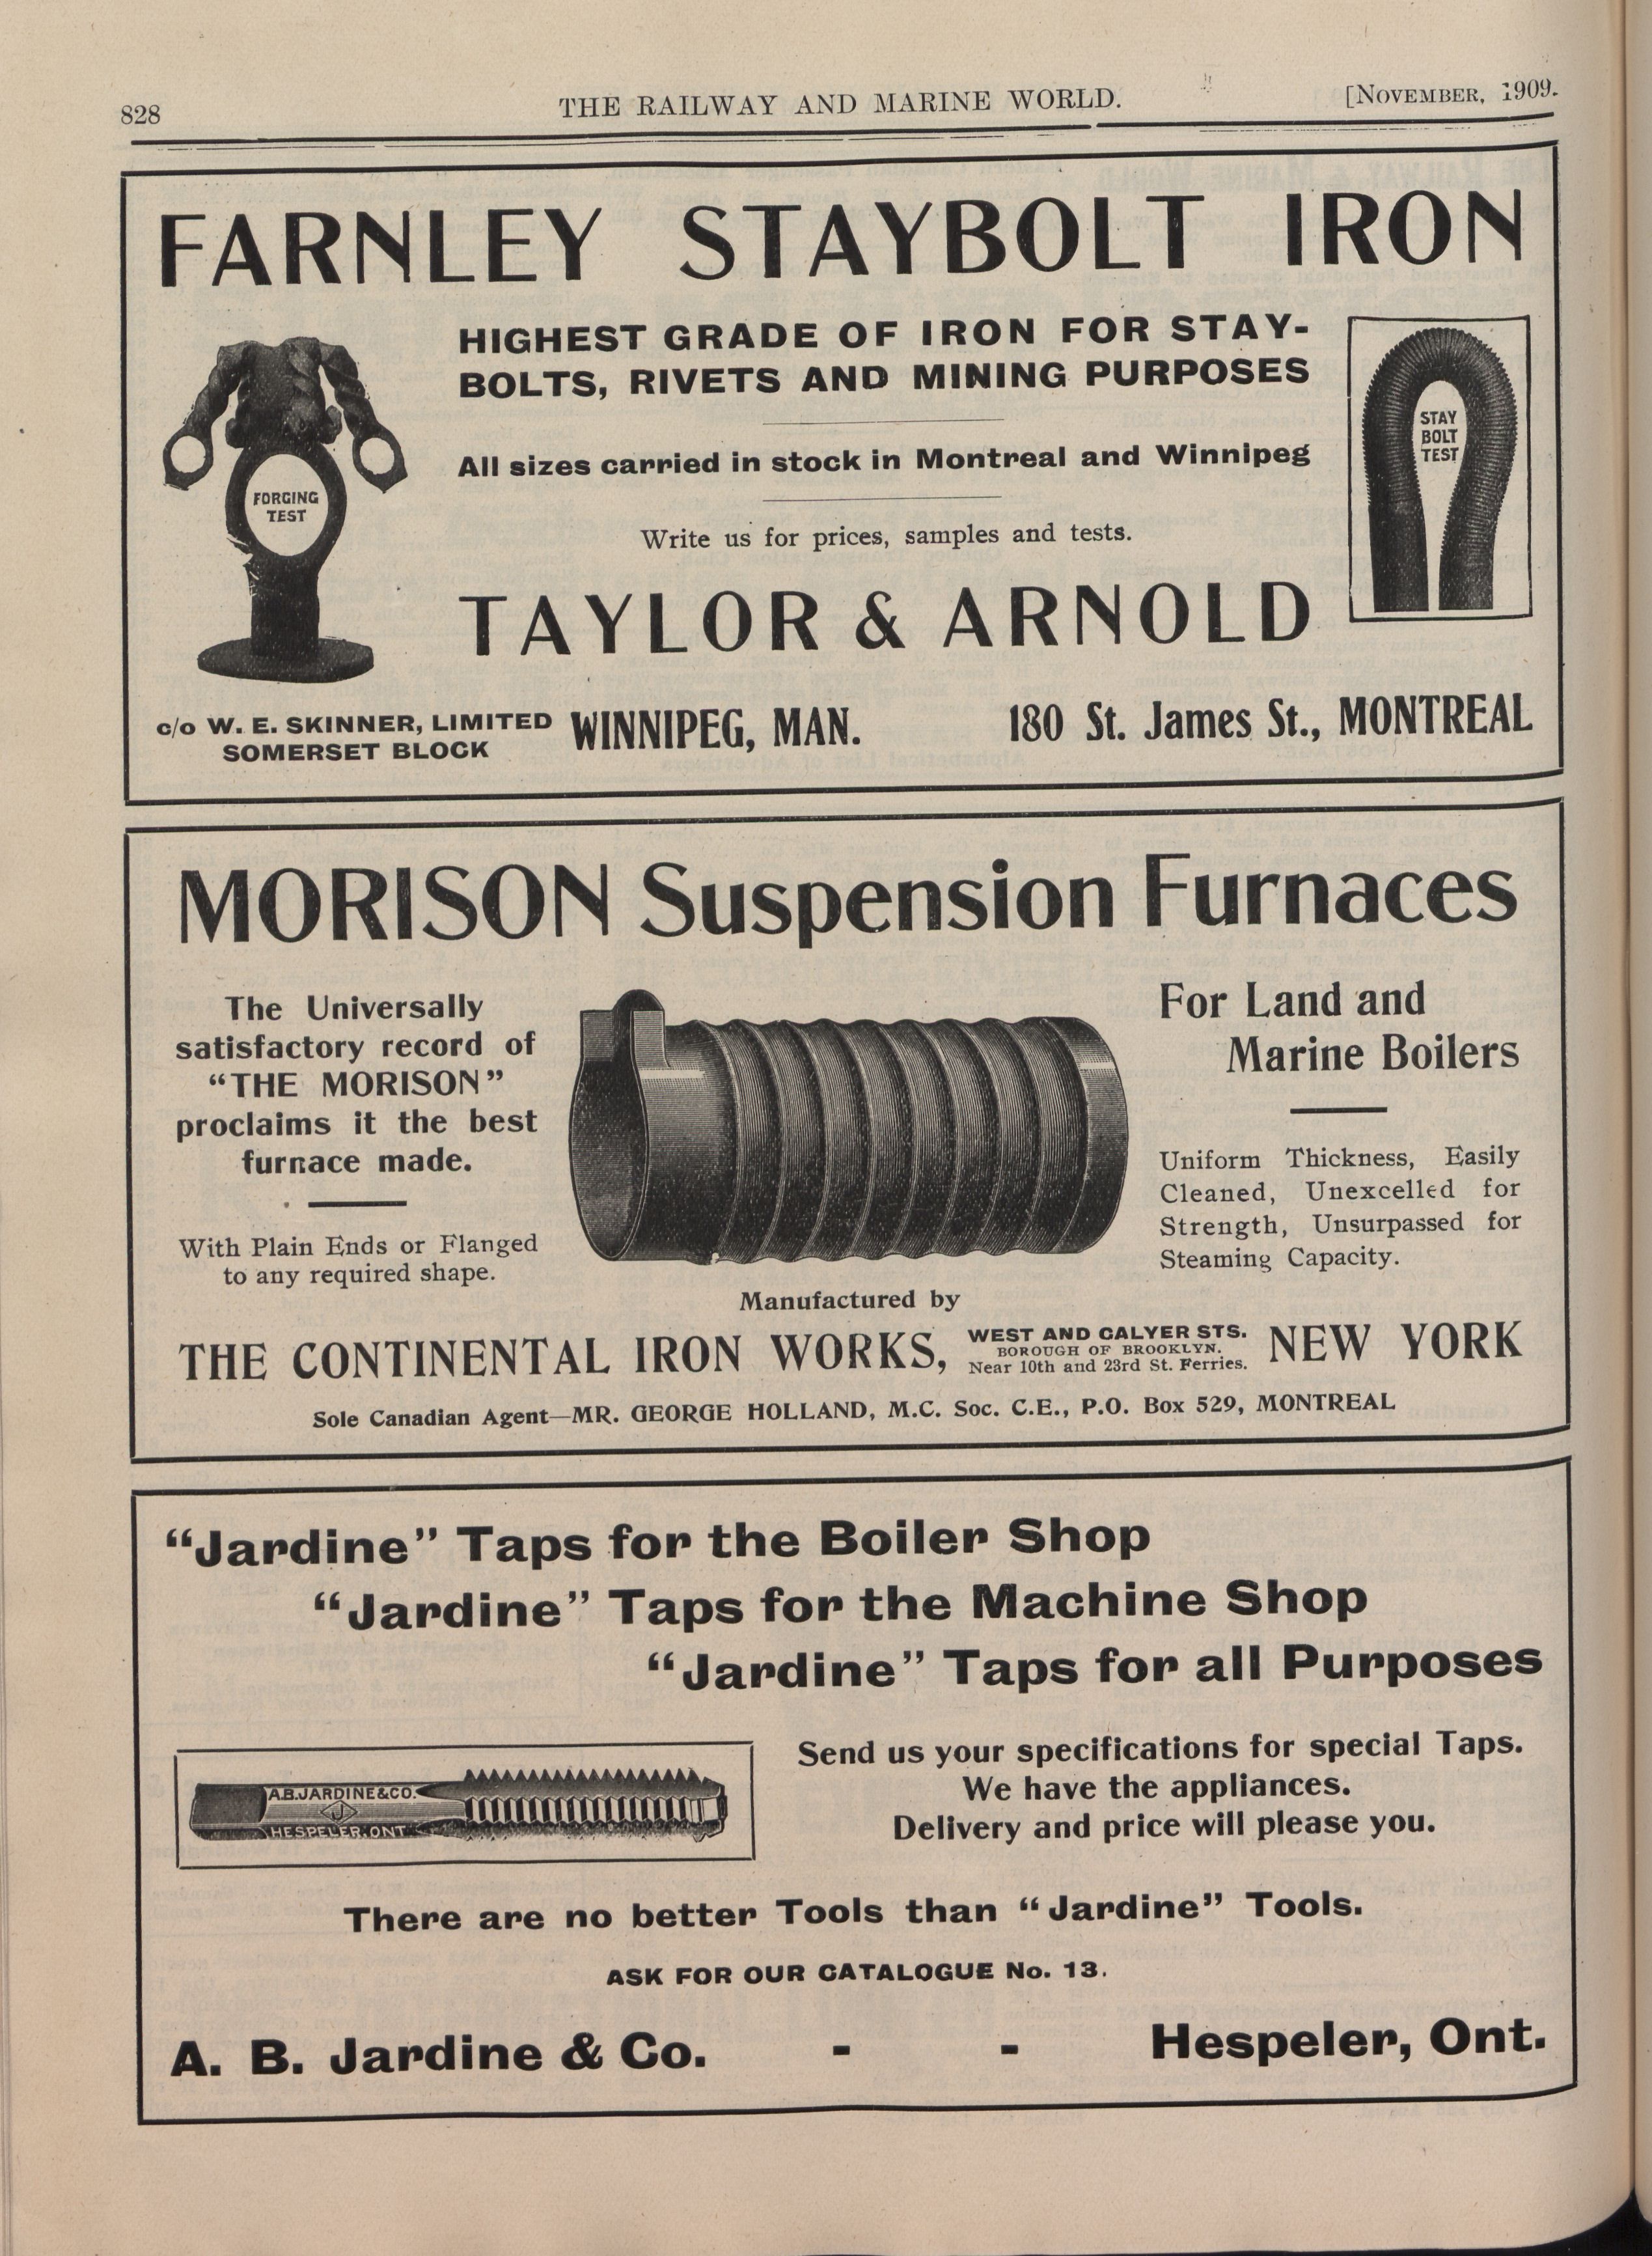 828
THE RAILWAY AND MARINE WORLD.
[NOVEMBER, 1909.
FARNLEY STAYBOLT IRON
HIGHEST GRADE OF IRON FOR STAY-
BOLTS, RIVETS AND MINING PURPOSES
All sizes carried in stock in Montreal and Winnipeg
Write us for prices, samples and tests.
FORGING
TEST
STAY
BOLT
TEST
TAYLOR & ARNOLD
c/o W. E. SKINNER, LIMITED
SOMERSET BLOCK
WINNIPEG, MAN.
180 St. James St., MONTREAL
MORISON Suspension Furnaces
The Universally
satisfactory record of
"THE MORISON"
proclaims it the best
furnace made.
With Plain Ends or Flanged
to any required shape.
For Land and
Marine Boilers
Uniform Thickness, Easily
Cleaned, Unexcelled for
Strength, Unsurpassed for
Steaming Capacity.
Manufactured by
THE CONTINENTAL IRON WORKS,
WEST AND CALYER STS.
BOROUGH OF BROOKLYN.
Near 10th and 23rd St. Ferries.
NEW YORK
Sole Canadian Agent—MR. GEORGE HOLLAND, M.C. Soc. C.E., P.O. Box 529, MONTREAL
"Jardine" Taps for the Boiler Shop
"Jardine" Taps for the Machine Shop
"Jardine" Taps for all Purposes
A.B.JARDINE&CO.
J
HESPELER.ONT
Send us your specifications for special Taps.
We have the appliances.
Delivery and price will please you.
There are no better Tools than "Jardine" Tools.
ASK FOR OUR CATALOGUE No. 13.
A. B. Jardine & Co. - - Hespeler, Ont.